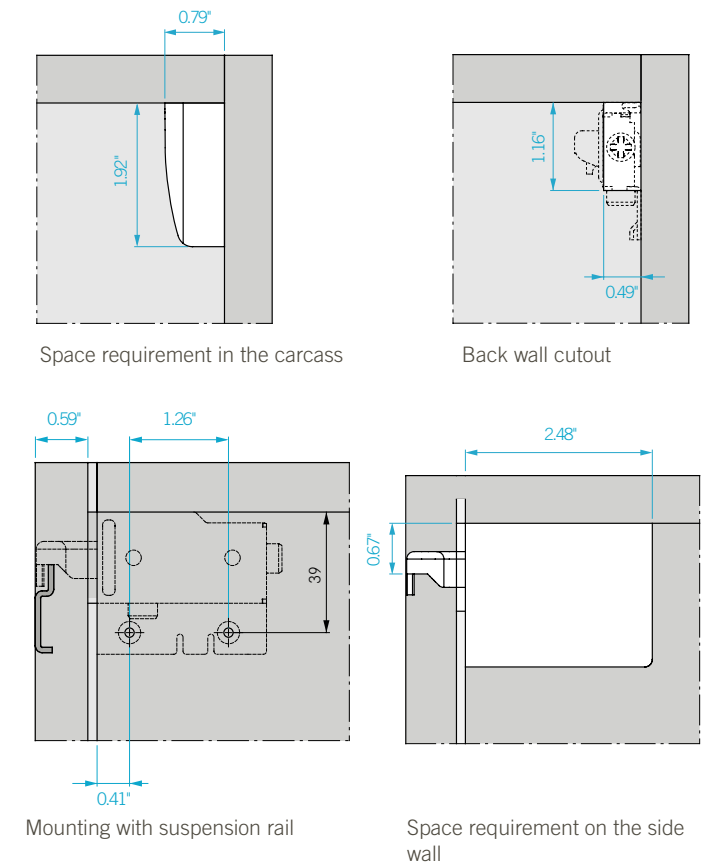 0.79"
1.92"
1.16"
0.49"
Space requirement in the carcass
Back wall cutout
0.59"
1.26"
39
0.41"
2.48"
0.67"
Mounting with suspension rail
Space requirement on the side
wall